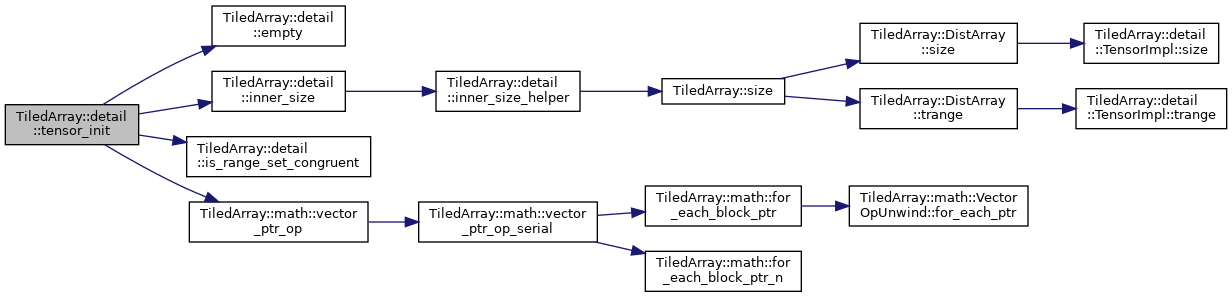 TiledArray::detail
::tensor_init
TiledArray::detail
::empty
TiledArray::detail
::inner_size
TiledArray::detail
::is_range_set_congruent
TiledArray::math::vector
_ptr_op
TiledArray::detail
::inner_size_helper
TiledArray::math::vector
_ptr_op_serial
TiledArray::size
TiledArray::math::for
_each_block_ptr
TiledArray::math::for
_each_block_ptr_n
TiledArray::DistArray
::size
TiledArray::DistArray
::trange
TiledArray::math::Vector
OpUnwind::for_each_ptr
TiledArray::detail
::TensorImpl::size
TiledArray::detail
::TensorImpl::trange